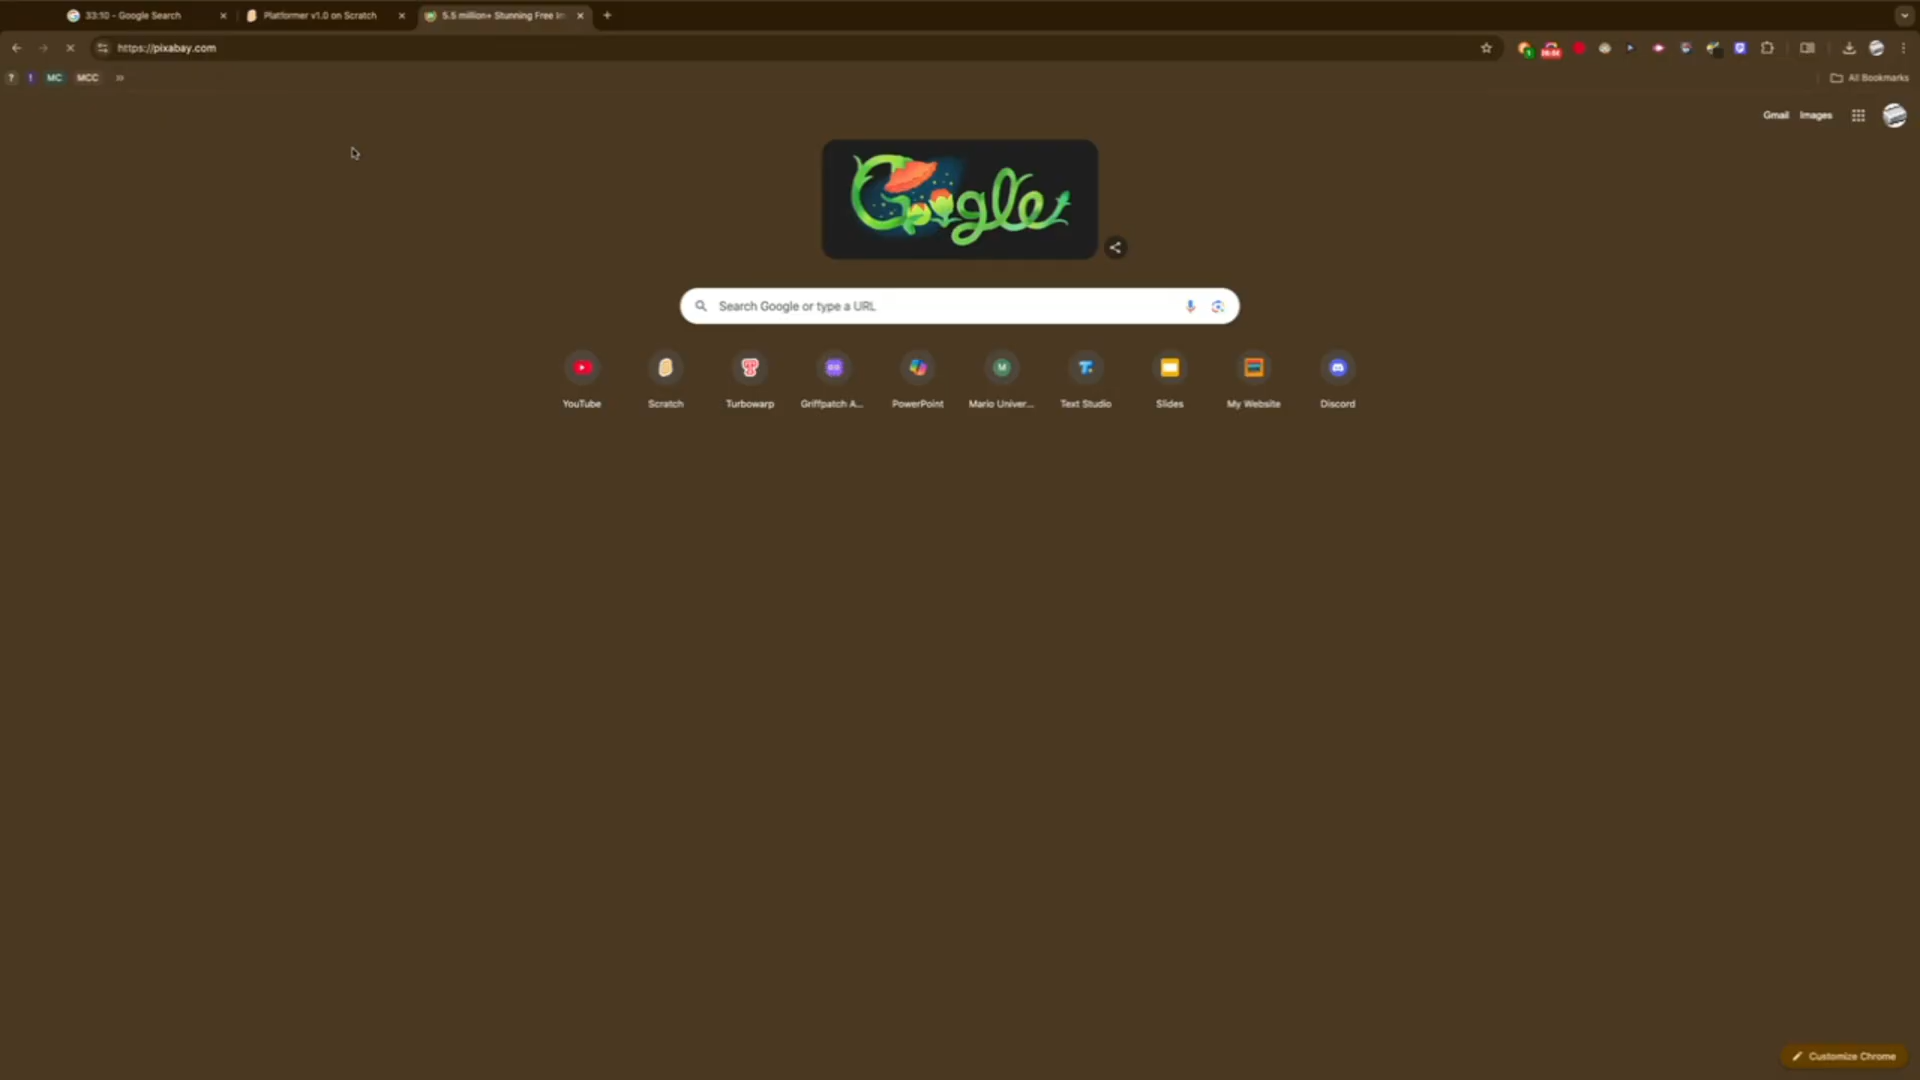 33:10 - Google Search
Platformer v1.0 on Scratch
5.5 million+ Stunning Free Im
https://pixabay.com
? ! MC MCC »
All Bookmarks
Gmail Images
Google
Search Google or type a URL
YouTube Scratch Turbowarp Griffpatch A... PowerPoint Mario Univer... Text Studio Slides My Website Discord
Customize Chrome